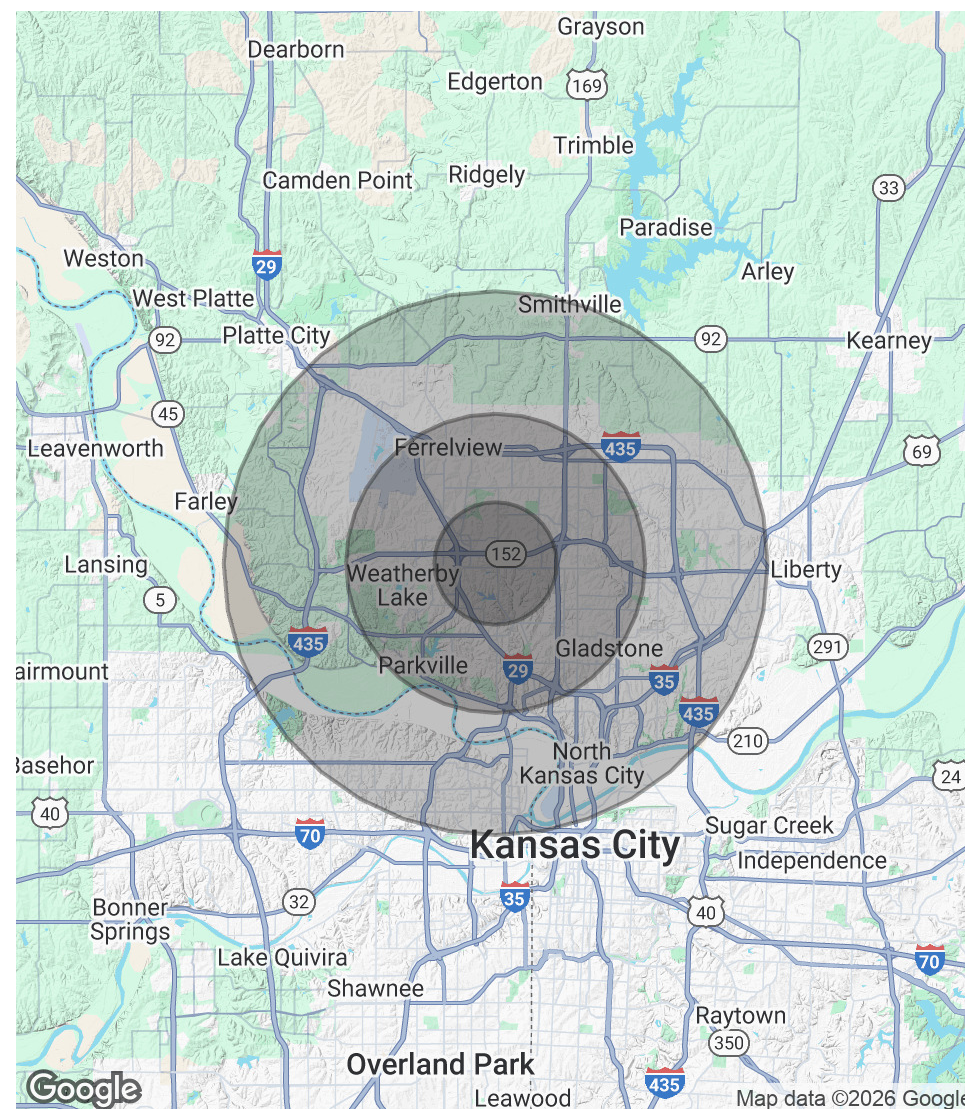 Grayson
Dearborn
Edgerton
169
Trimble
Camden Point
Ridgely
33
Paradise
Weston
29
Arley
West Platte
Smithville
Platte City
92
92
Kearney
45
Leavenworth
Ferrelview
435
69
Farley
152
Lansing
Weatherby
Lake
Liberty
5
435
Gladstone
291
airmount
Parkville
29
35
435
210
North
Kansas City
Basehor
24
40
70
Sugar Creek
Kansas City
Independence
32
35
40
Bonner
Springs
Lake Quivira
70
Shawnee
Raytown
350
Overland Park
435
Google
Leewood
Map data ©2026 Google